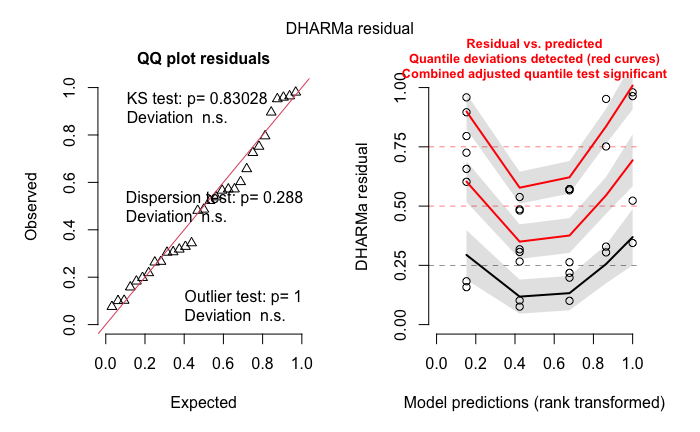 DHARMa residual
QQ plot residuals
KS test: p= 0.83028
Deviation n.s.
Dispersion test: p= 0.288
Deviation n.s.
Outlier test: p= 1
Deviation n.s.
Observed
0.0 0.2 0.4 0.6 0.8 1.0
0.0 0.2 0.4 0.6 0.8 1.0
Expected
Residual vs. predicted
Quantile deviations detected (red curves)
Combined adjusted quantile test significant
DHARMa residual
0.00 0.25 0.50 0.75 1.00
0.0 0.2 0.4 0.6 0.8 1.0
Model predictions (rank transformed)